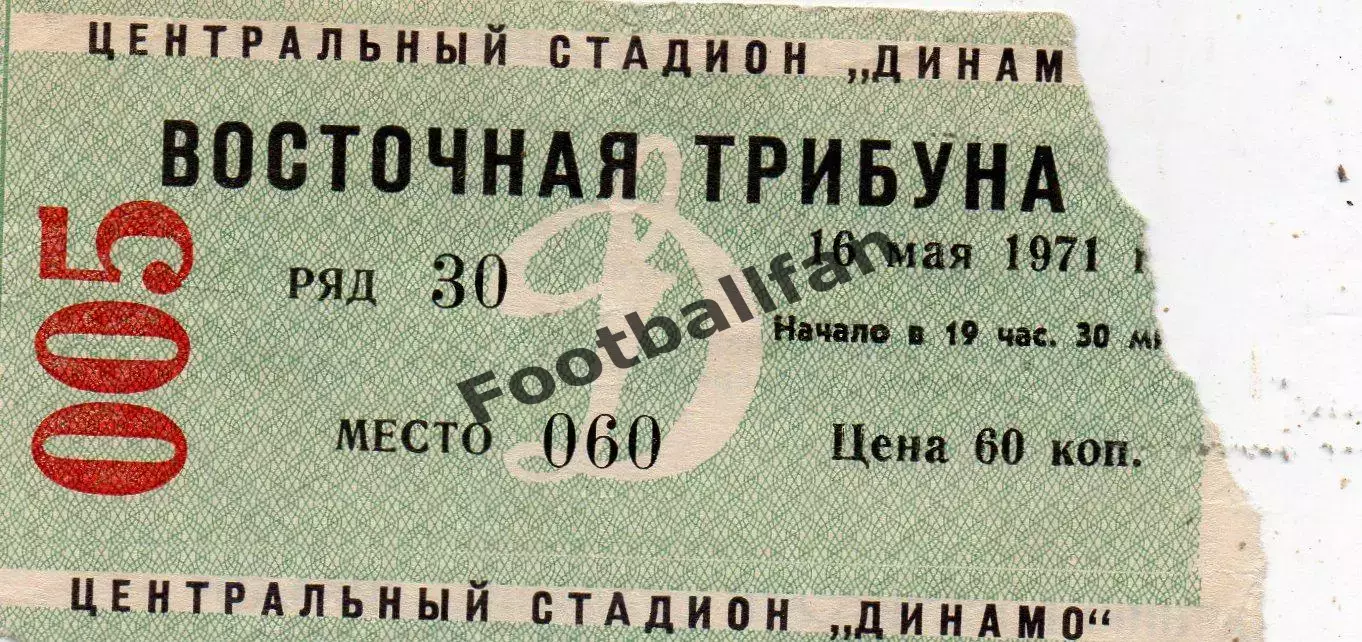 ЦЕНТРАЛЬНЫЙ СТАДИОН „ДИНАМ
ВОСТОЧНАЯ ТРИБУНА
005
16 мая 1971 г
РЯД 30
Footballfan
Начало в 19 час. 30 ми
МЕСТО 060
Цена 60 коп.
ЦЕНТРАЛЬНЫЙ СТАДИОН „ДИНАМО“